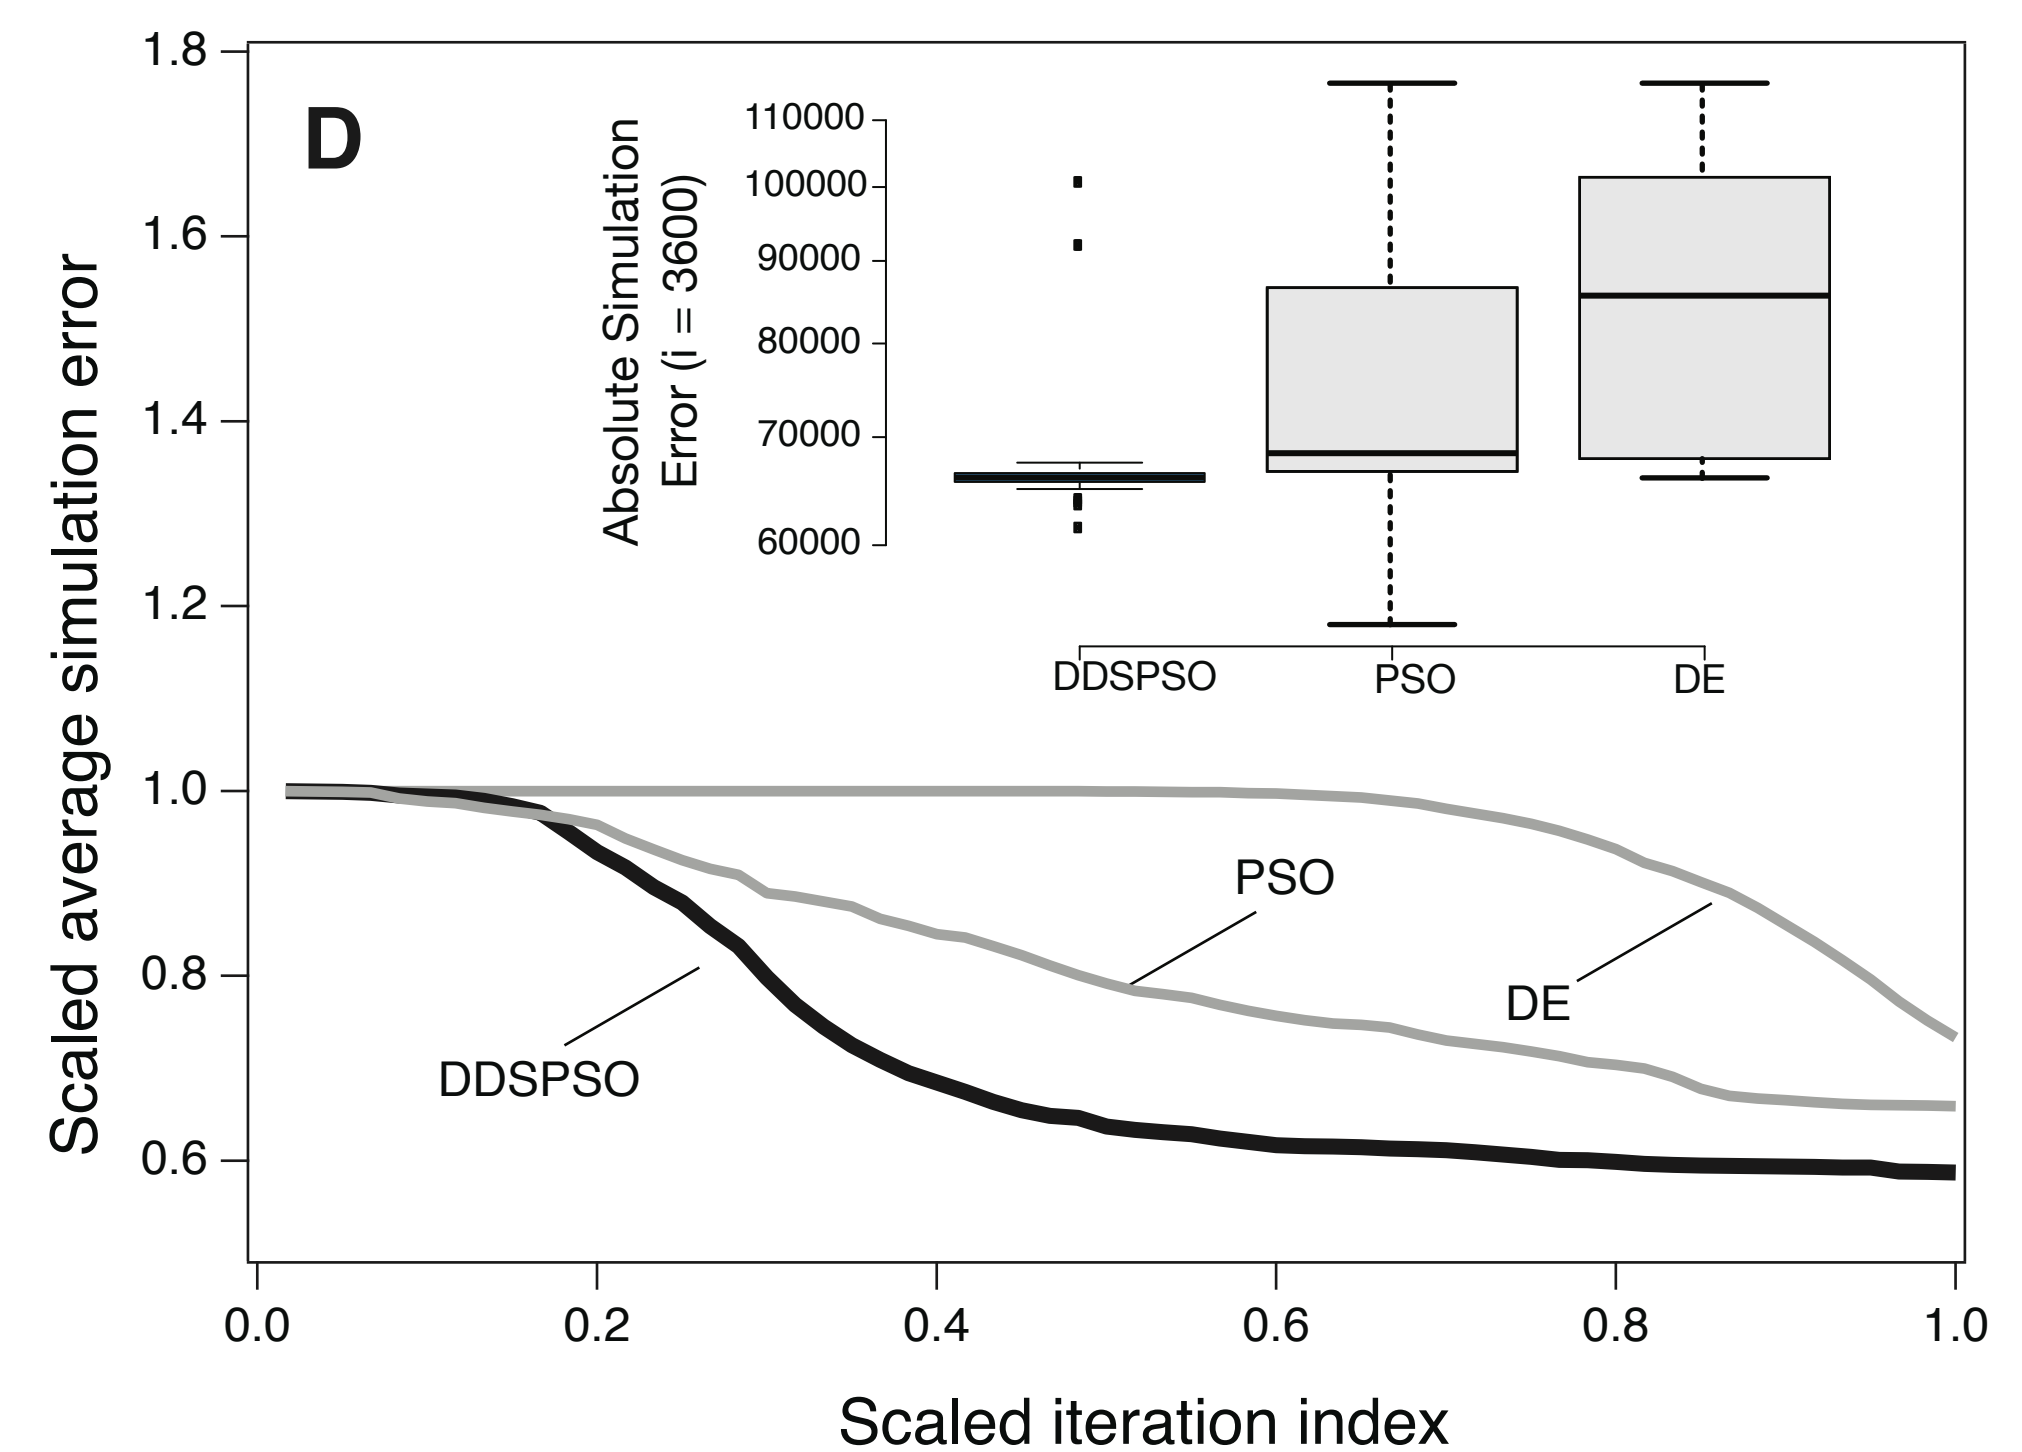 D
Scaled average simulation error
1.8
1.6
1.4
1.2
1.0
0.8
0.6
Absolute Simulation
Error (i = 3600)
110000
100000
90000
80000
70000
60000
DDSPSO PSO DE
PSO
DE
DDSPSO
0.0 0.2 0.4 0.6 0.8 1.0
Scaled iteration index